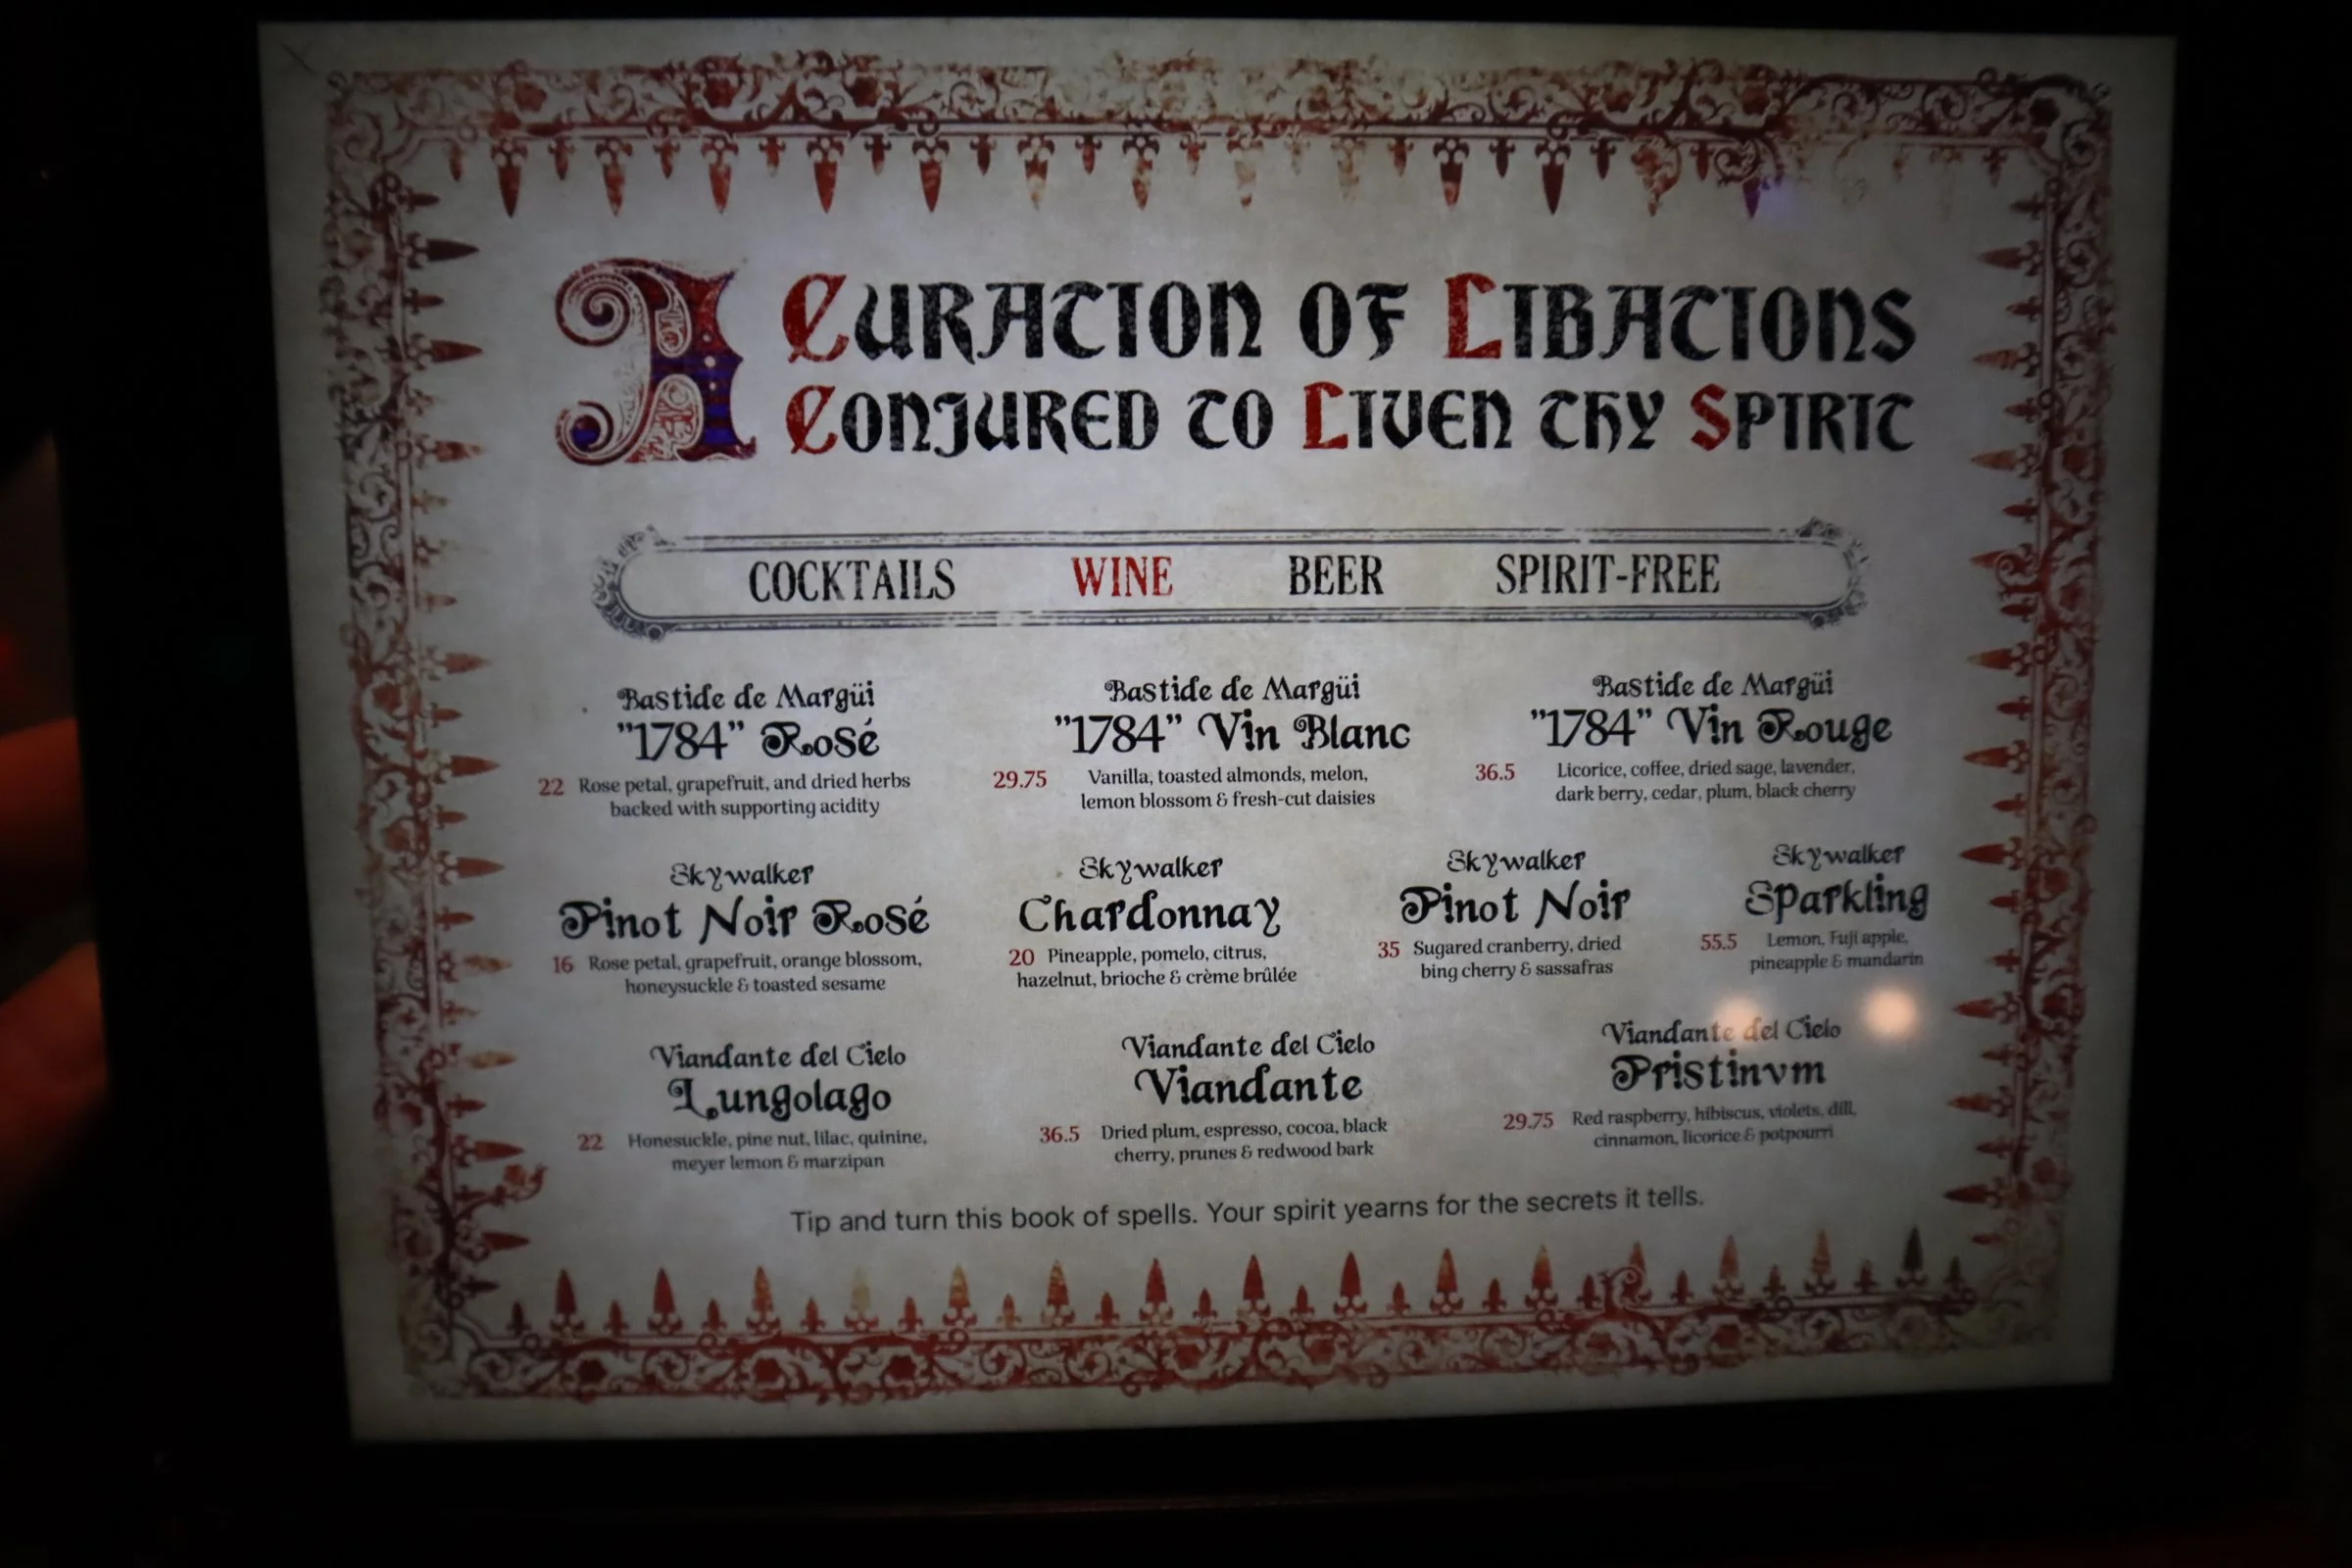 A CURATION OF LIBATIONS
CONJURED TO LIVEN THY SPIRIT
COCKTAILS WINE BEER SPIRIT-FREE
Bastide de Margüi
"1784" Rosé
22 Rose petal, grapefruit, and dried herbs
backed with supporting acidity
Bastide de Margüi
"1784" Vin Blanc
29.75 Vanilla, toasted almonds, melon,
lemon blossom & fresh-cut daisies
Bastide de Margüi
"1784" Vin Rouge
36.5 Licorice, coffee, dried sage, lavender,
dark berry, cedar, plum, black cherry
Skywalker
Pinot Noir Rosé
16 Rose petal, grapefruit, orange blossom,
honeysuckle & toasted sesame
Skywalker
Chardonnay
20 Pineapple, pomelo, citrus,
hazelnut, brioche & crème brûlée
Skywalker
Pinot Noir
35 Sugared cranberry, dried
bing cherry & sassafras
Skywalker
Sparkling
55.5 Lemon, Fuji apple,
pineapple & mandarin
Viandante del Cielo
Lungolago
22 Honesuckle, pine nut, lilac, quinine,
meyer lemon & marzipan
Viandante del Cielo
Viandante
36.5 Dried plum, espresso, cocoa, black
cherry, prunes & redwood bark
Viandante del Cielo
Pristinvm
29.75 Red raspberry, hibiscus, violets, dill,
cinnamon, licorice & potpourri
Tip and turn this book of spells. Your spirit yearns for the secrets it tells.